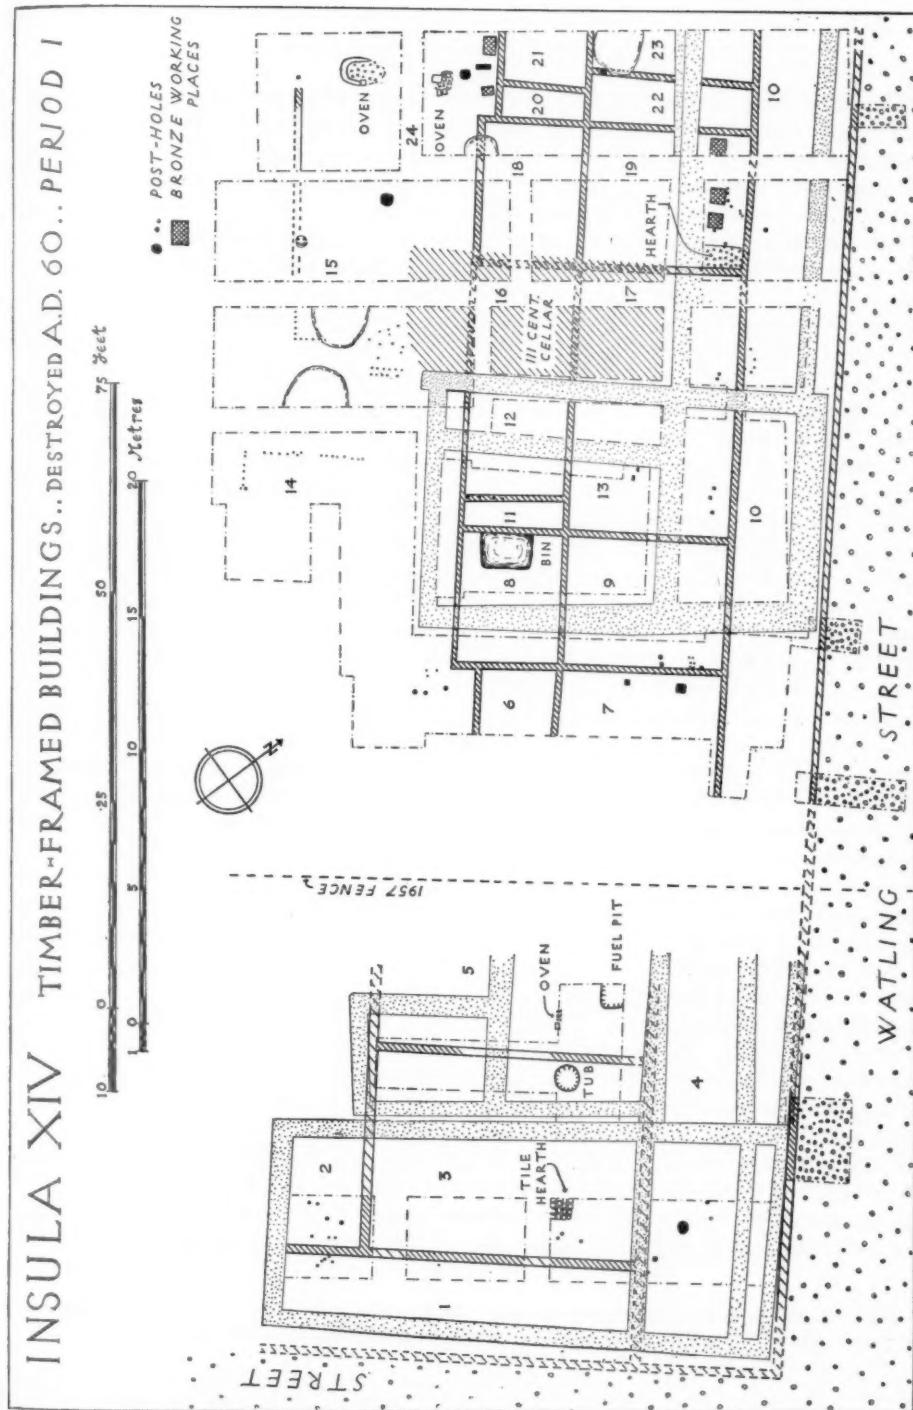 INSULA XIV TIMBER-FRAMED BUILDINGS.. DESTROYED A.D. 60.. PERIOD I
10 0 25 50 75 Feet
1 0 5 10 15 20 Metres
POST-HOLES
BRONZE WORKING
PLACES
N
1957 FENCE
STREET
WATLING STREET
1
2
3
TILE
HEARTH
4
5
TUB
OVEN
FUEL PIT
6
7
8
BIN
9
10
11
12
13
14
15
16
17
III CENT.
CELLAR
18
19
HEARTH
20
21
22
23
10
24
OVEN
OVEN